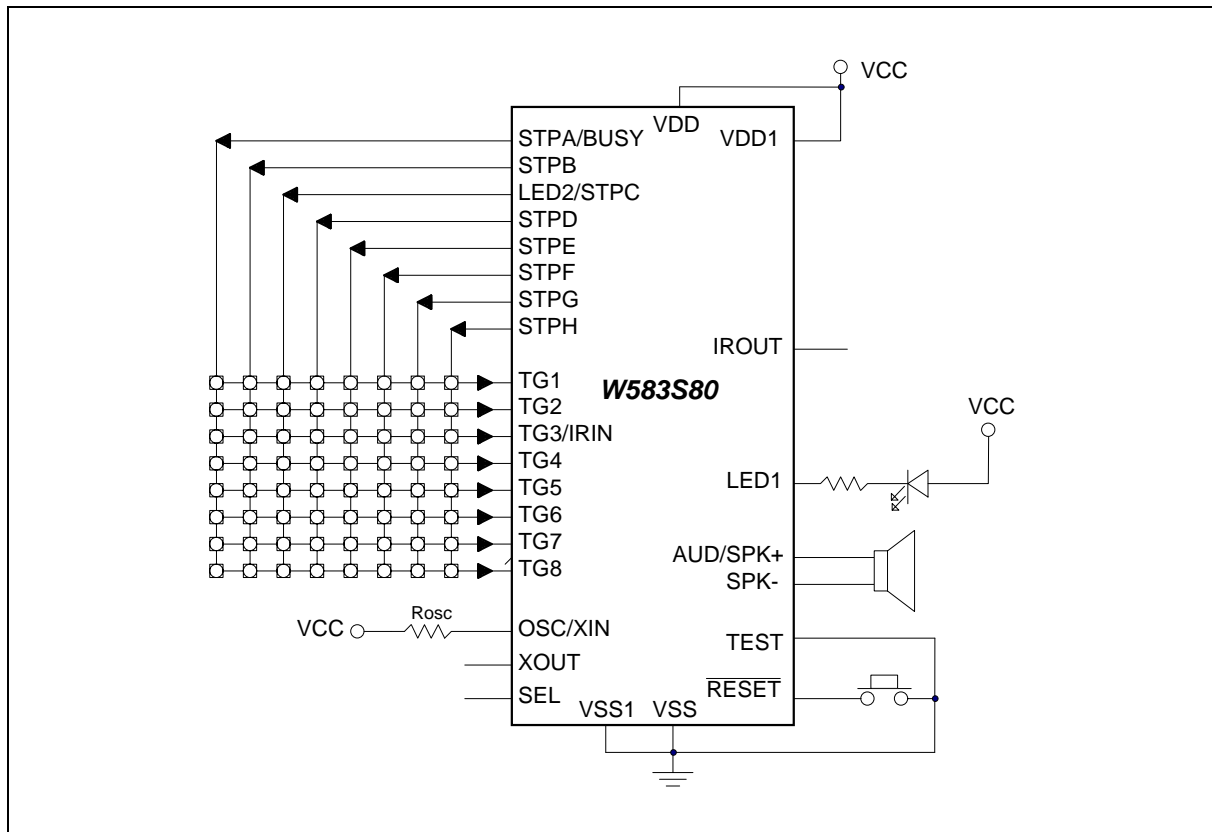 VCC
VDD
VDD1
STPA/BUSY
STPB
LED2/STPC
STPD
STPE
STPF
STPG
STPH
IROUT
TG1
W583S80
TG2
VCC
TG3/IRIN
TG4
LED1
TG5
TG6
TG7
AUD/SPK+
TG8
SPK-
Rosc
VCC
OSC/XIN
TEST
XOUT
RESET
SEL
VSS1
VSS